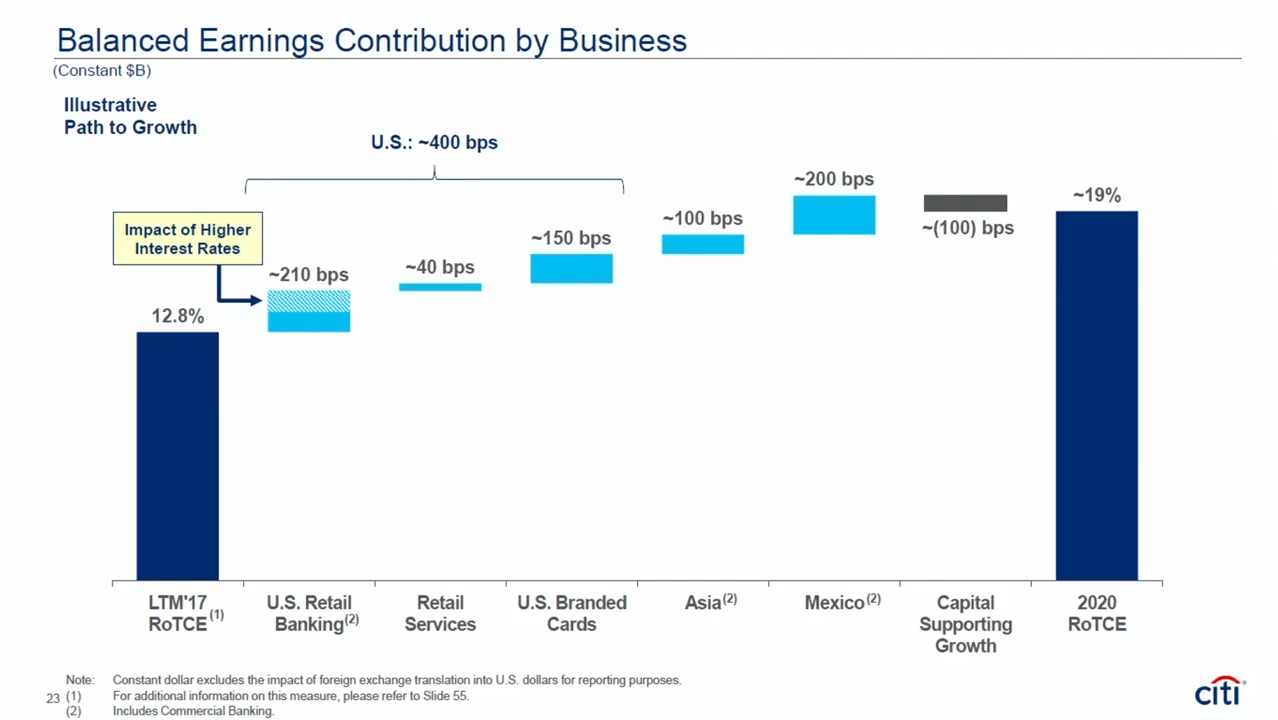 Balanced Earnings Contribution by Business
(Constant $B)
Illustrative
Path to Growth
U.S.: ~400 bps
Impact of Higher
Interest Rates
12.8%
~210 bps
~40 bps
~150 bps
~100 bps
~200 bps
~(100) bps
~19%
LTM'17
RoTCE(1)
U.S. Retail
Banking(2)
Retail
Services
U.S. Branded
Cards
Asia(2)
Mexico(2)
Capital
Supporting
Growth
2020
RoTCE
Note: Constant dollar excludes the impact of foreign exchange translation into U.S. dollars for reporting purposes.
23 (1) For additional information on this measure, please refer to Slide 55.
(2) Includes Commercial Banking.
citi®